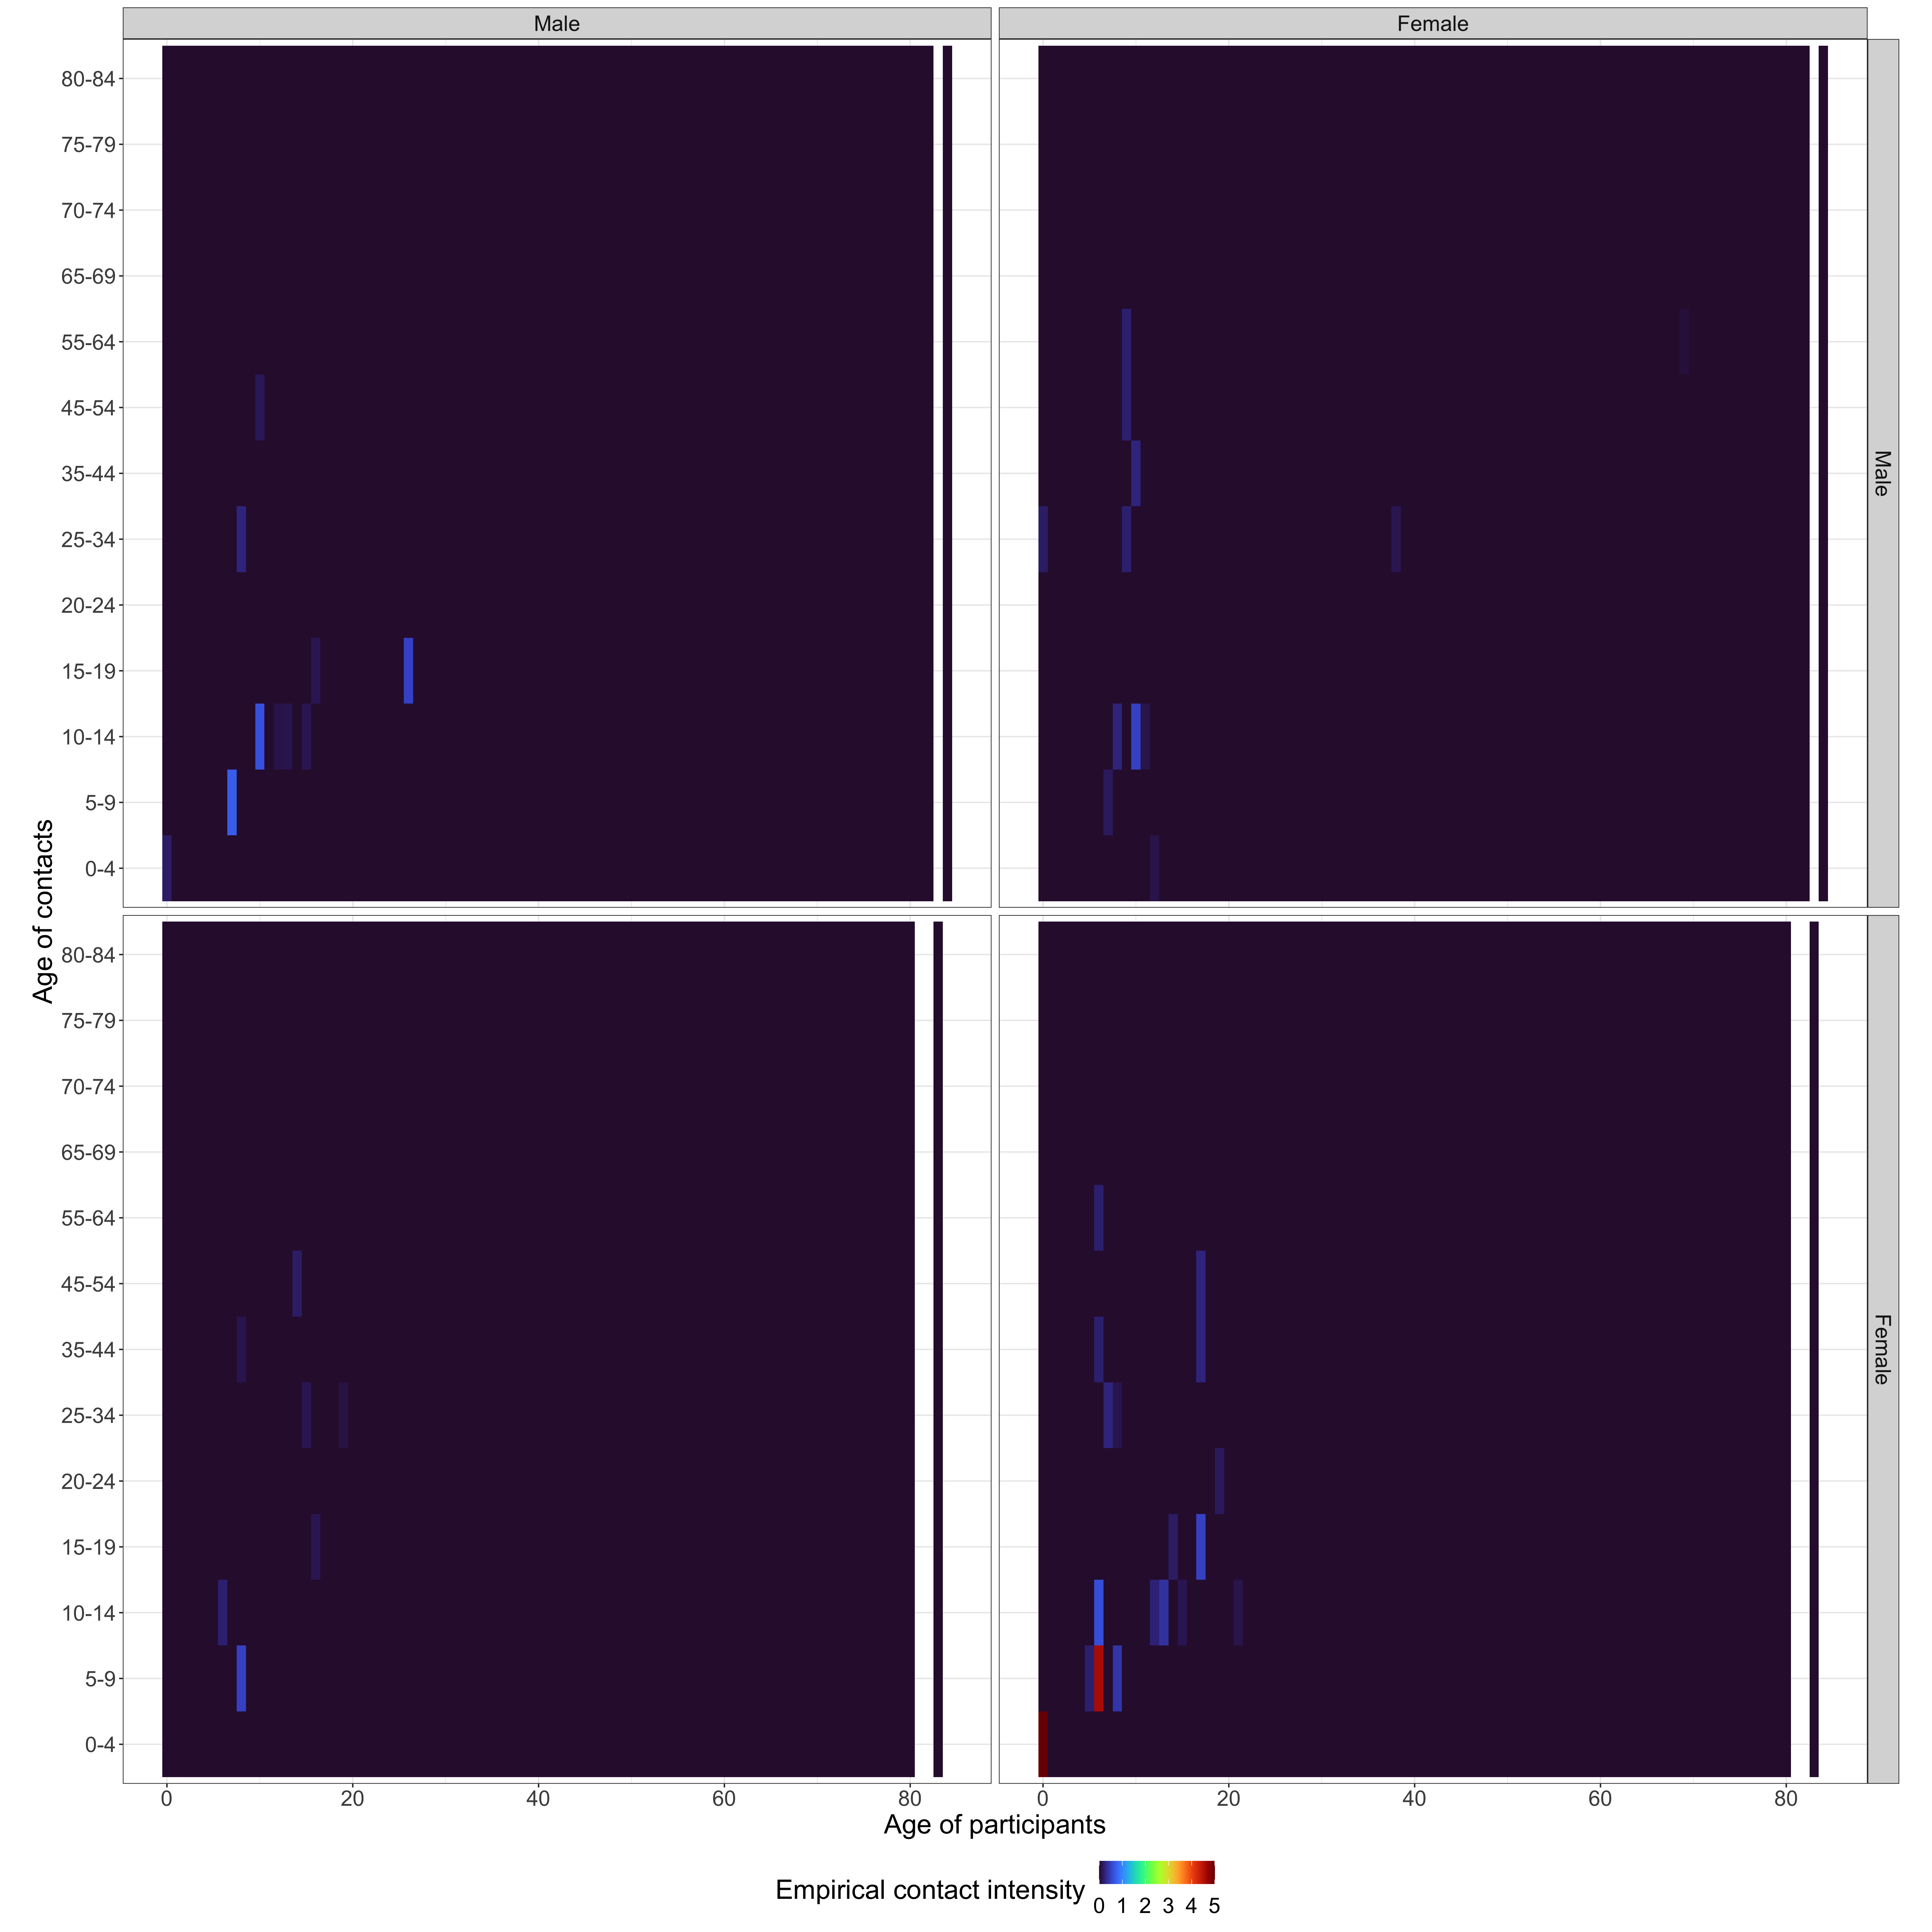 Male
Female
80-84
75-79
70-74
65-69
55-64
45-54
35-44
25-34
20-24
15-19
10-14
5-9
0-4
Male
Age of contacts
80-84
75-79
70-74
65-69
55-64
45-54
35-44
25-34
20-24
15-19
10-14
5-9
0-4
Female
0 20 40 60 80
0 20 40 60 80
Age of participants
Empirical contact intensity
0 1 2 3 4 5